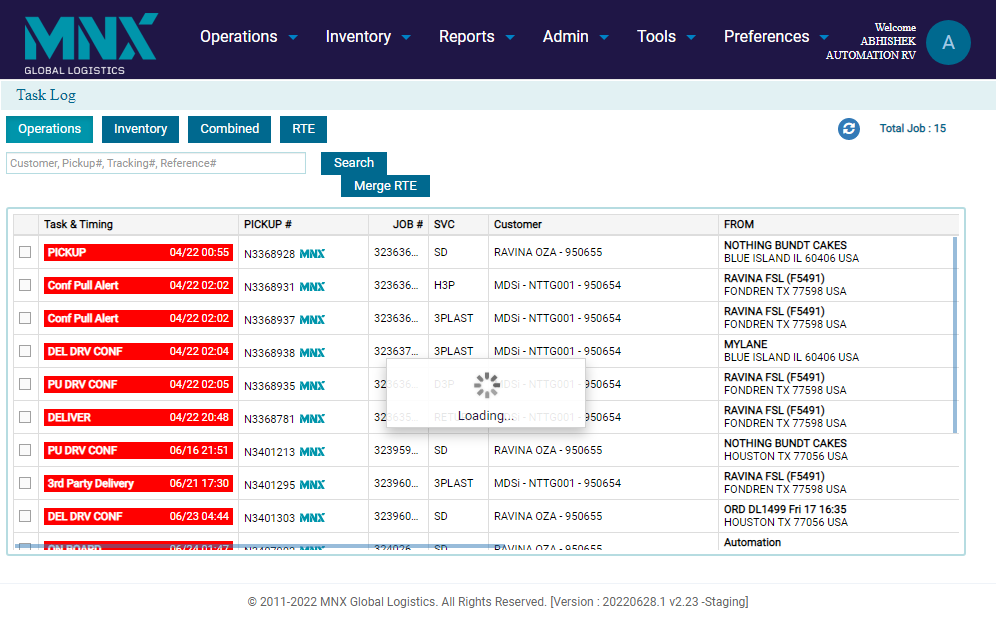 MNX
GLOBAL LOGISTICS
Operations Inventory Reports Admin Tools Preferences
Welcome
ABHISHEK
AUTOMATION RV
A
Task Log
Operations Inventory Combined RTE
Total Job : 15
Customer, Pickup#, Tracking#, Reference#
Search
Merge RTE
Task & Timing PICKUP # JOB # SVC Customer FROM
PICKUP 04/22 00:55 N3368928 MNX 323636... SD RAVINA OZA - 950655 NOTHING BUNDT CAKES
BLUE ISLAND IL 60406 USA
Conf Pull Alert 04/22 02:02 N3368931 MNX 323636... H3P MDSi - NTTG001 - 950654 RAVINA FSL (F5491)
FONDREN TX 77598 USA
Conf Pull Alert 04/22 02:02 N3368937 MNX 323636... 3PLAST MDSi - NTTG001 - 950654 RAVINA FSL (F5491)
FONDREN TX 77598 USA
DEL DRV CONF 04/22 02:04 N3368938 MNX 323637... 3PLAST MDSi - NTTG001 - 950654 MYLANE
BLUE ISLAND IL 60406 USA
PU DRV CONF 04/22 02:05 N3368935 MNX 323636... D3P MDSi - NTTG001 - 950654 RAVINA FSL (F5491)
FONDREN TX 77598 USA
Loading...
DELIVER 04/22 20:48 N3368781 MNX 323635... MDSi - NTTG001 - 950654 RAVINA FSL (F5491)
FONDREN TX 77598 USA
PU DRV CONF 06/16 21:51 N3401213 MNX 323959... SD RAVINA OZA - 950655 NOTHING BUNDT CAKES
HOUSTON TX 77056 USA
3rd Party Delivery 06/21 17:30 N3401295 MNX 323960... 3PLAST MDSi - NTTG001 - 950654 RAVINA FSL (F5491)
FONDREN TX 77598 USA
DEL DRV CONF 06/23 04:44 N3401303 MNX 323960... SD RAVINA OZA - 950655 ORD DL1499 Fri 17 16:35
HOUSTON TX 77056 USA
ON BOARD 06/24 01:47 MNX 324026... SD RAVINA OZA - 950655 Automation
© 2011-2022 MNX Global Logistics. All Rights Reserved. [Version : 20220628.1 v2.23 -Staging]